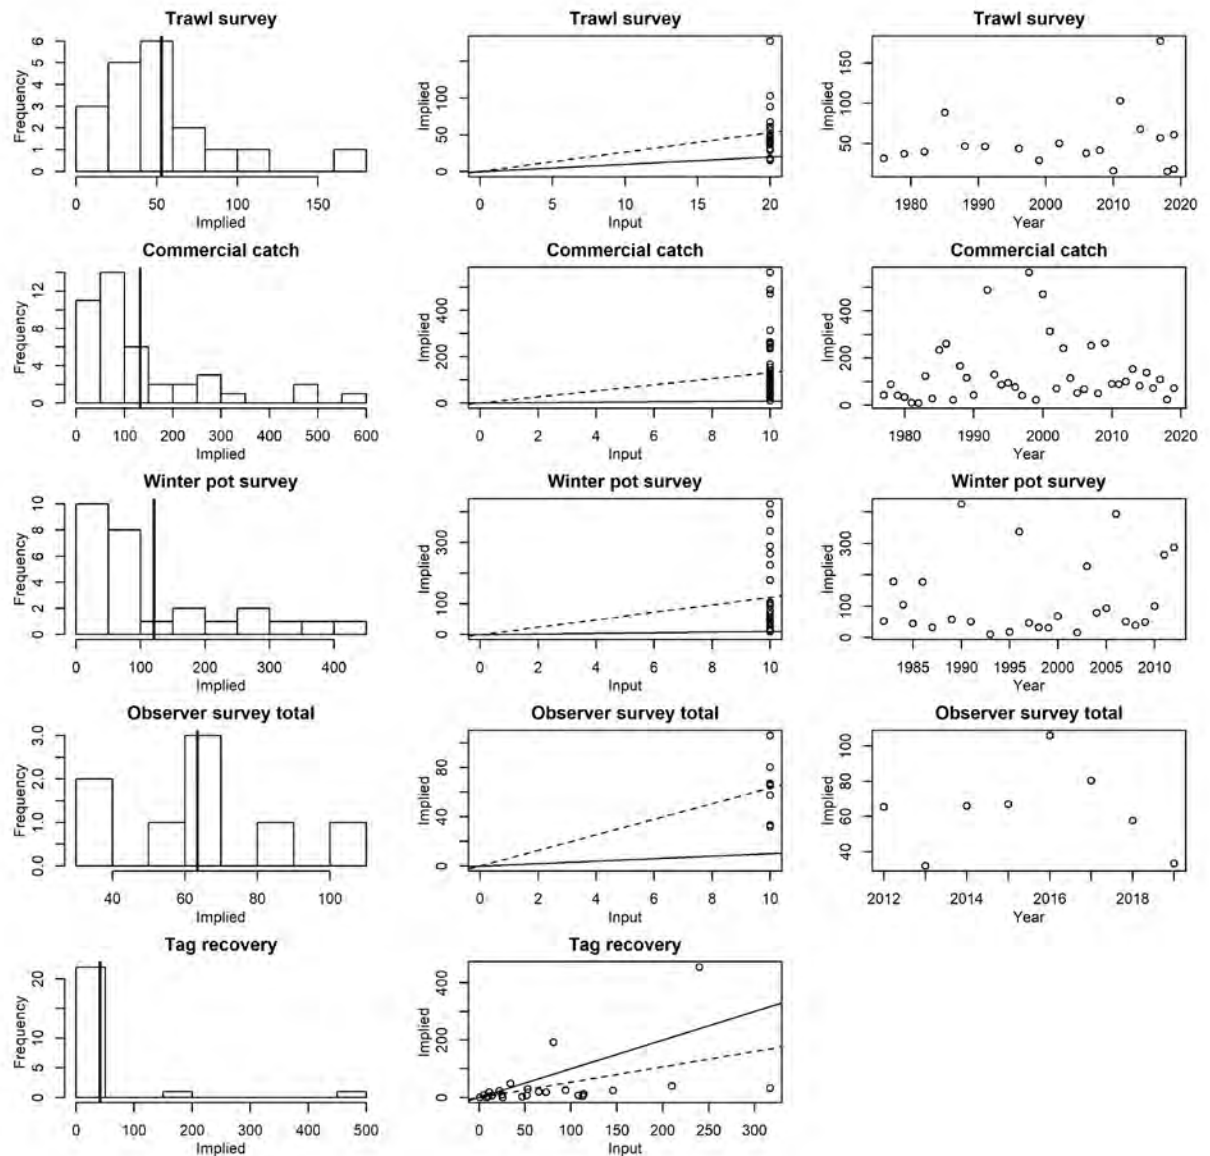 Trawl survey
Frequency
0 1 2 3 4 5 6
0 50 100 150
Implied
Trawl survey
Implied
0 50 100
0 5 10 15 20
Input
Trawl survey
Implied
50 100 150
1980 1990 2000 2010 2020
Year
Commercial catch
Frequency
0 4 8 12
0 100 200 300 400 500 600
Implied
Commercial catch
Implied
0 200 400
0 2 4 6 8 10
Input
Commercial catch
Implied
0 200 400
1980 1990 2000 2010 2020
Year
Winter pot survey
Frequency
0 2 4 6 8 10
0 100 200 300 400
Implied
Winter pot survey
Implied
0 100 300
0 2 4 6 8 10
Input
Winter pot survey
Implied
0 100 300
1985 1990 1995 2000 2005 2010
Year
Observer survey total
Frequency
0.0 1.0 2.0 3.0
40 60 80 100
Implied
Observer survey total
Implied
0 40 80
0 2 4 6 8 10
Input
Observer survey total
Implied
40 60 80 100
2012 2014 2016 2018
Year
Tag recovery
Frequency
0 5 10 20
0 100 200 300 400 500
Implied
Tag recovery
Implied
0 200 400
0 50 100 150 200 250 300
Input